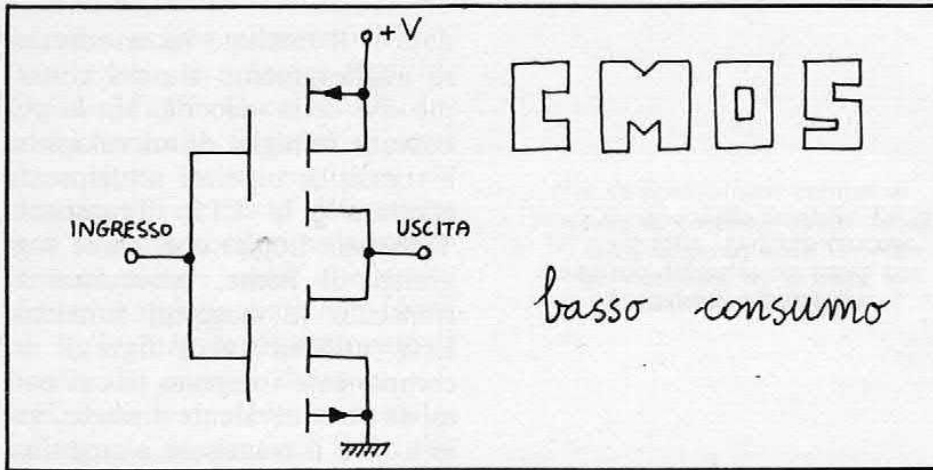 +V
CMOS
INGRESSO
USCITA
basso consumo